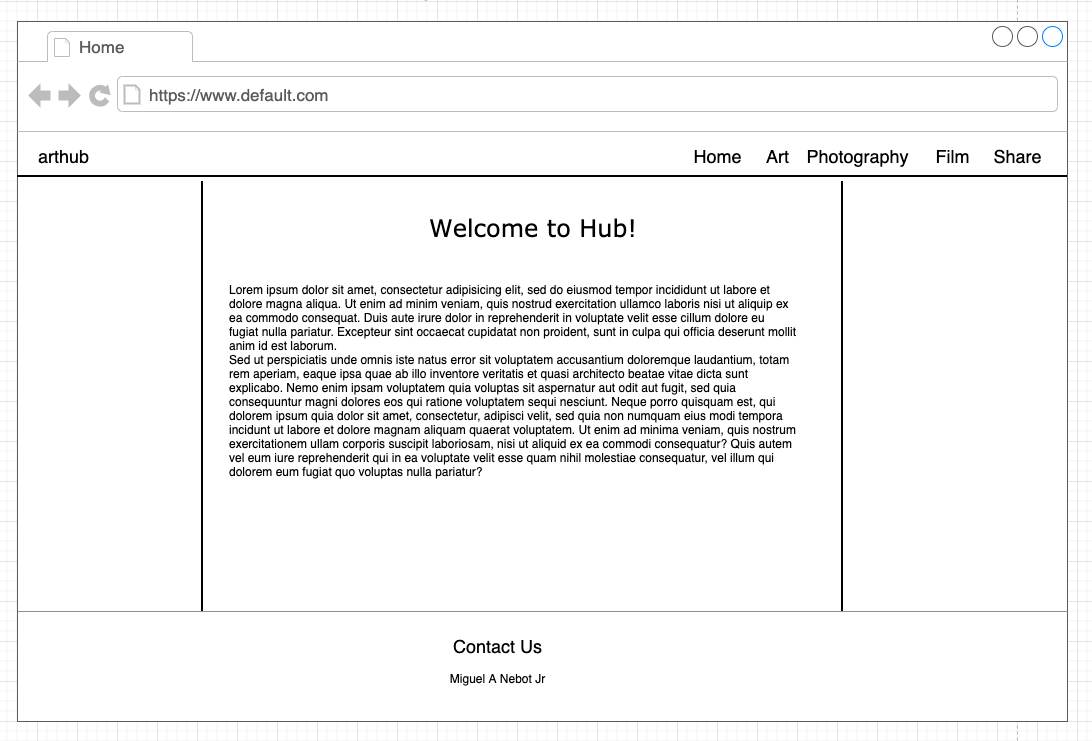 Home
https://www.default.com
arthub
Home Art Photography Film Share
Welcome to Hub!
Lorem ipsum dolor sit amet, consectetur adipisicing elit, sed do eiusmod tempor incididunt ut labore et
dolore magna aliqua. Ut enim ad minim veniam, quis nostrud exercitation ullamco laboris nisi ut aliquip ex
ea commodo consequat. Duis aute irure dolor in reprehenderit in voluptate velit esse cillum dolore eu
fugiat nulla pariatur. Excepteur sint occaecat cupidatat non proident, sunt in culpa qui officia deserunt mollit
anim id est laborum.
Sed ut perspiciatis unde omnis iste natus error sit voluptatem accusantium doloremque laudantium, totam
rem aperiam, eaque ipsa quae ab illo inventore veritatis et quasi architecto beatae vitae dicta sunt
explicabo. Nemo enim ipsam voluptatem quia voluptas sit aspernatur aut odit aut fugit, sed quia
consequuntur magni dolores eos qui ratione voluptatem sequi nesciunt. Neque porro quisquam est, qui
dolorem ipsum quia dolor sit amet, consectetur, adipisci velit, sed quia non numquam eius modi tempora
incidunt ut labore et dolore magnam aliquam quaerat voluptatem. Ut enim ad minima veniam, quis nostrum
exercitationem ullam corporis suscipit laboriosam, nisi ut aliquid ex ea commodi consequatur? Quis autem
vel eum iure reprehenderit qui in ea voluptate velit esse quam nihil molestiae consequatur, vel illum qui
dolorem eum fugiat quo voluptas nulla pariatur?
Contact Us
Miguel A Nebot Jr